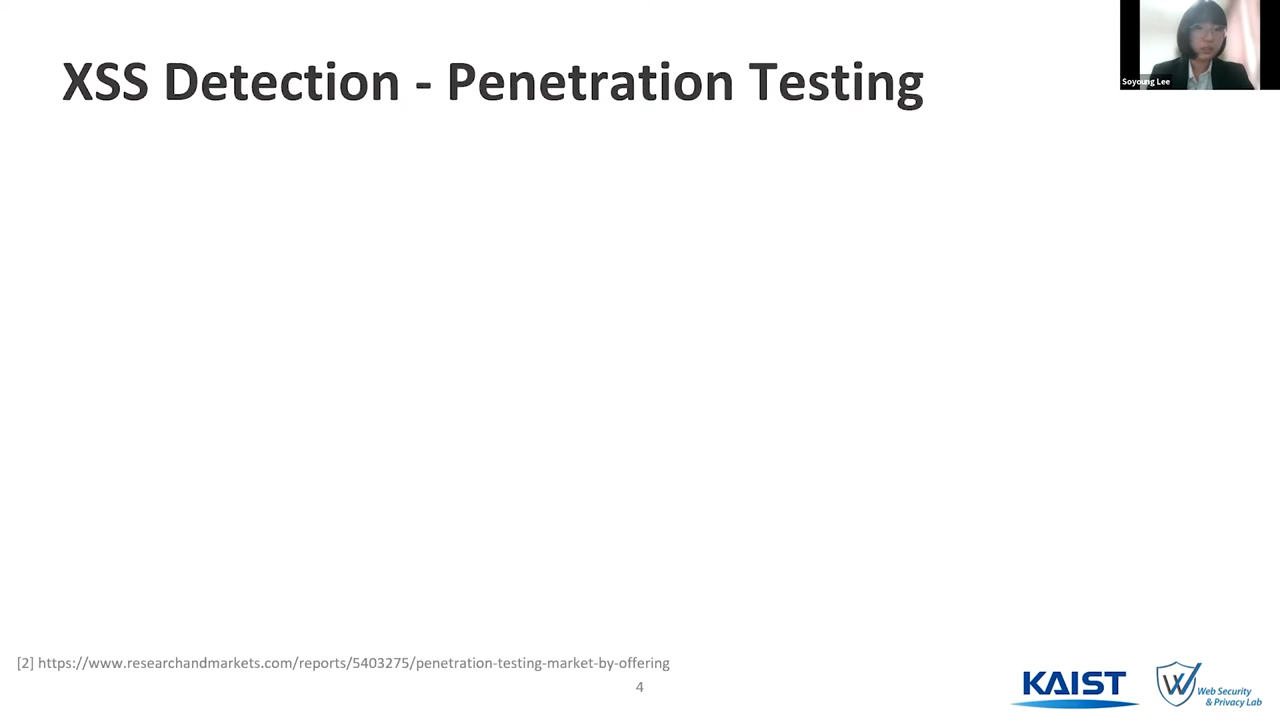 XSS Detection - Penetration Testing
Soyoung Lee
[2] https://www.researchandmarkets.com/reports/5403275/penetration-testing-market-by-offering
4
KAIST
W
Web Security
& Privacy Lab